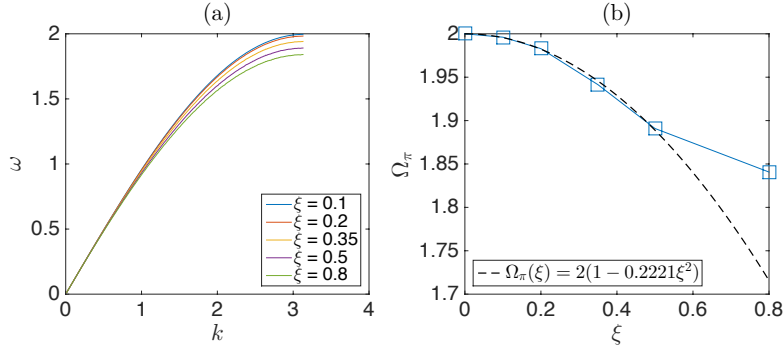 (a)
2
1.5
1
0.5
0
ω
0 1 2 3 4
k
ξ = 0.1
ξ = 0.2
ξ = 0.35
ξ = 0.5
ξ = 0.8
(b)
2
1.95
1.9
1.85
1.8
1.75
1.7
Ω_π
0 0.2 0.4 0.6 0.8
ξ
Ω_π(ξ) = 2(1 − 0.2221ξ²)